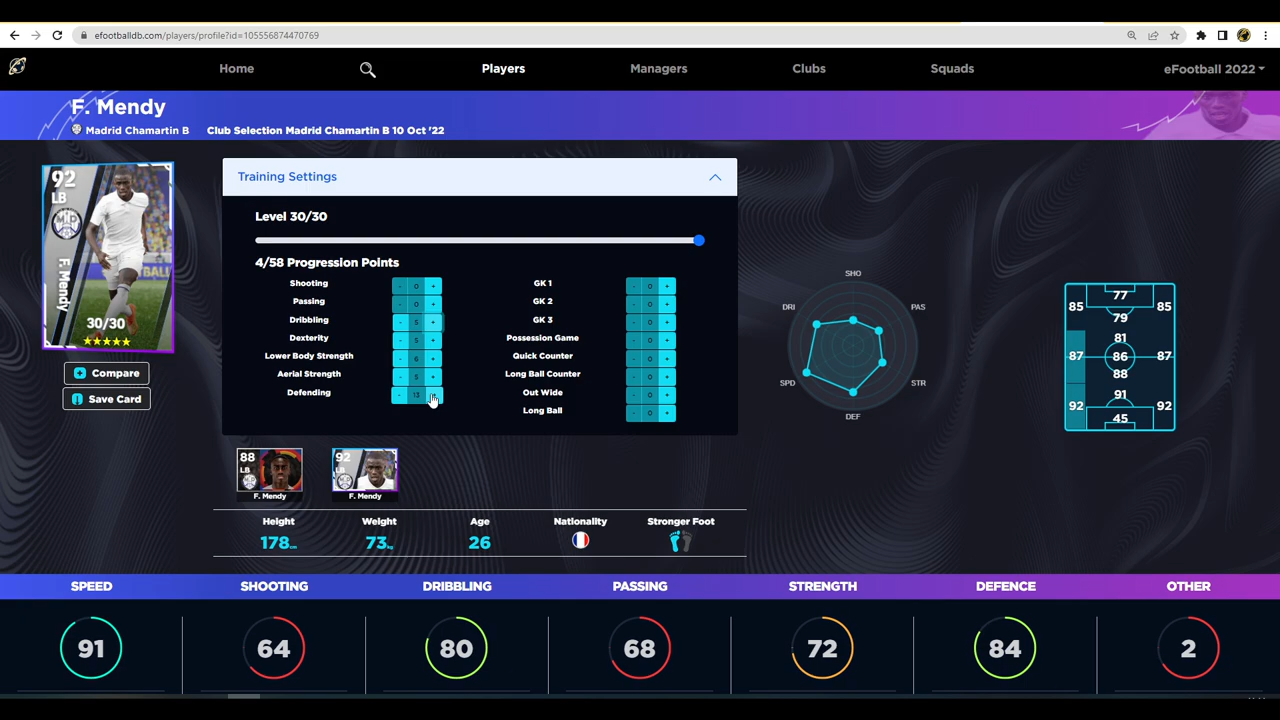 efootballdb.com/players/profile?id=105556874470769
Home
Players
Managers
Clubs
Squads
eFootball 2022
F. Mendy
Madrid Chamartin B
Club Selection Madrid Chamartin B 10 Oct '22
92
LB
F. Mendy
30/30
Compare
Save Card
Training Settings
Level 30/30
4/58 Progression Points
Shooting - 0 +
Passing - 0 +
Dribbling - 5 +
Dexterity - 5 +
Lower Body Strength - 6 +
Aerial Strength - 5 +
Defending - 13
GK 1 - 0 +
GK 2 - 0 +
GK 3 - 0 +
Possession Game - 0 +
Quick Counter - 0 +
Long Ball Counter - 0 +
Out Wide - 0 +
Long Ball - 0 +
88
LB
F. Mendy
92
LB
F. Mendy
Height
178cm
Weight
73kg
Age
26
Nationality
Stronger Foot
SHO
DRI
PAS
SPD
STR
DEF
77
85
85
79
81
87
86
87
88
91
92
92
45
SPEED
SHOOTING
DRIBBLING
PASSING
STRENGTH
DEFENCE
OTHER
91
64
80
68
72
84
2